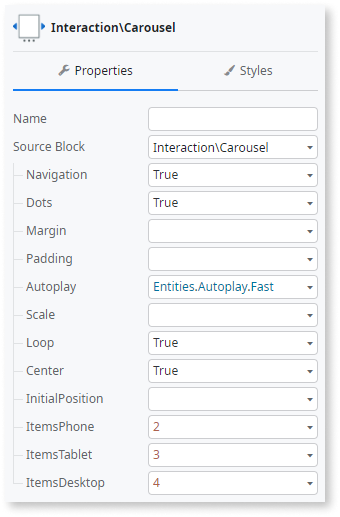 Interaction\Carousel
Properties
Styles
Name
Source Block Interaction\Carousel
Navigation True
Dots True
Margin
Padding
Autoplay Entities.Autoplay.Fast
Scale
Loop True
Center True
InitialPosition
ItemsPhone 2
ItemsTablet 3
ItemsDesktop 4